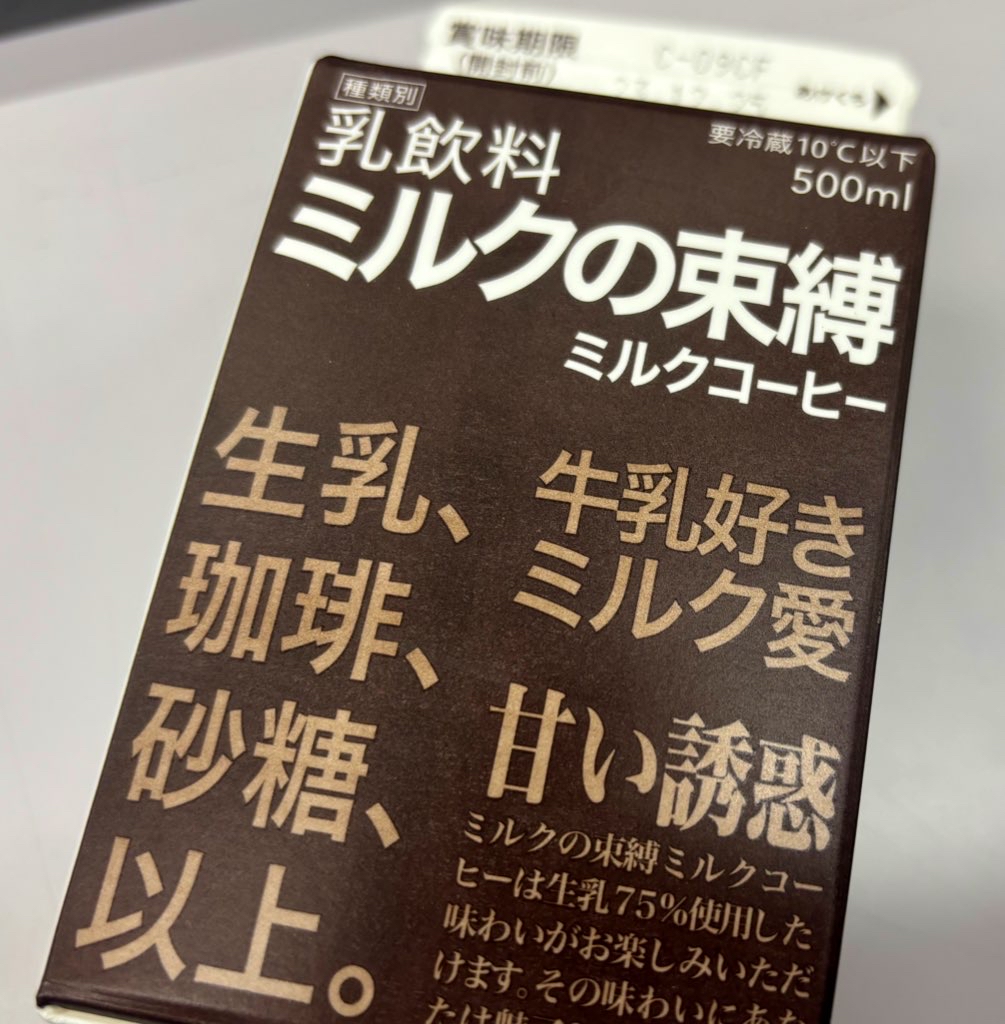 賞味期限
(開封前)
あけくち
種類別
乳飲料
要冷蔵10℃以下
500ml
ミルクの束縛
ミルクコーヒー
生乳、
珈琲、
砂糖、
以上。
牛乳好き
ミルク愛
甘い誘惑
ミルクの束縛ミルクコー
ヒーは生乳75%使用した
味わいがお楽しみいただ
けます。その味わいにあな
たは魅